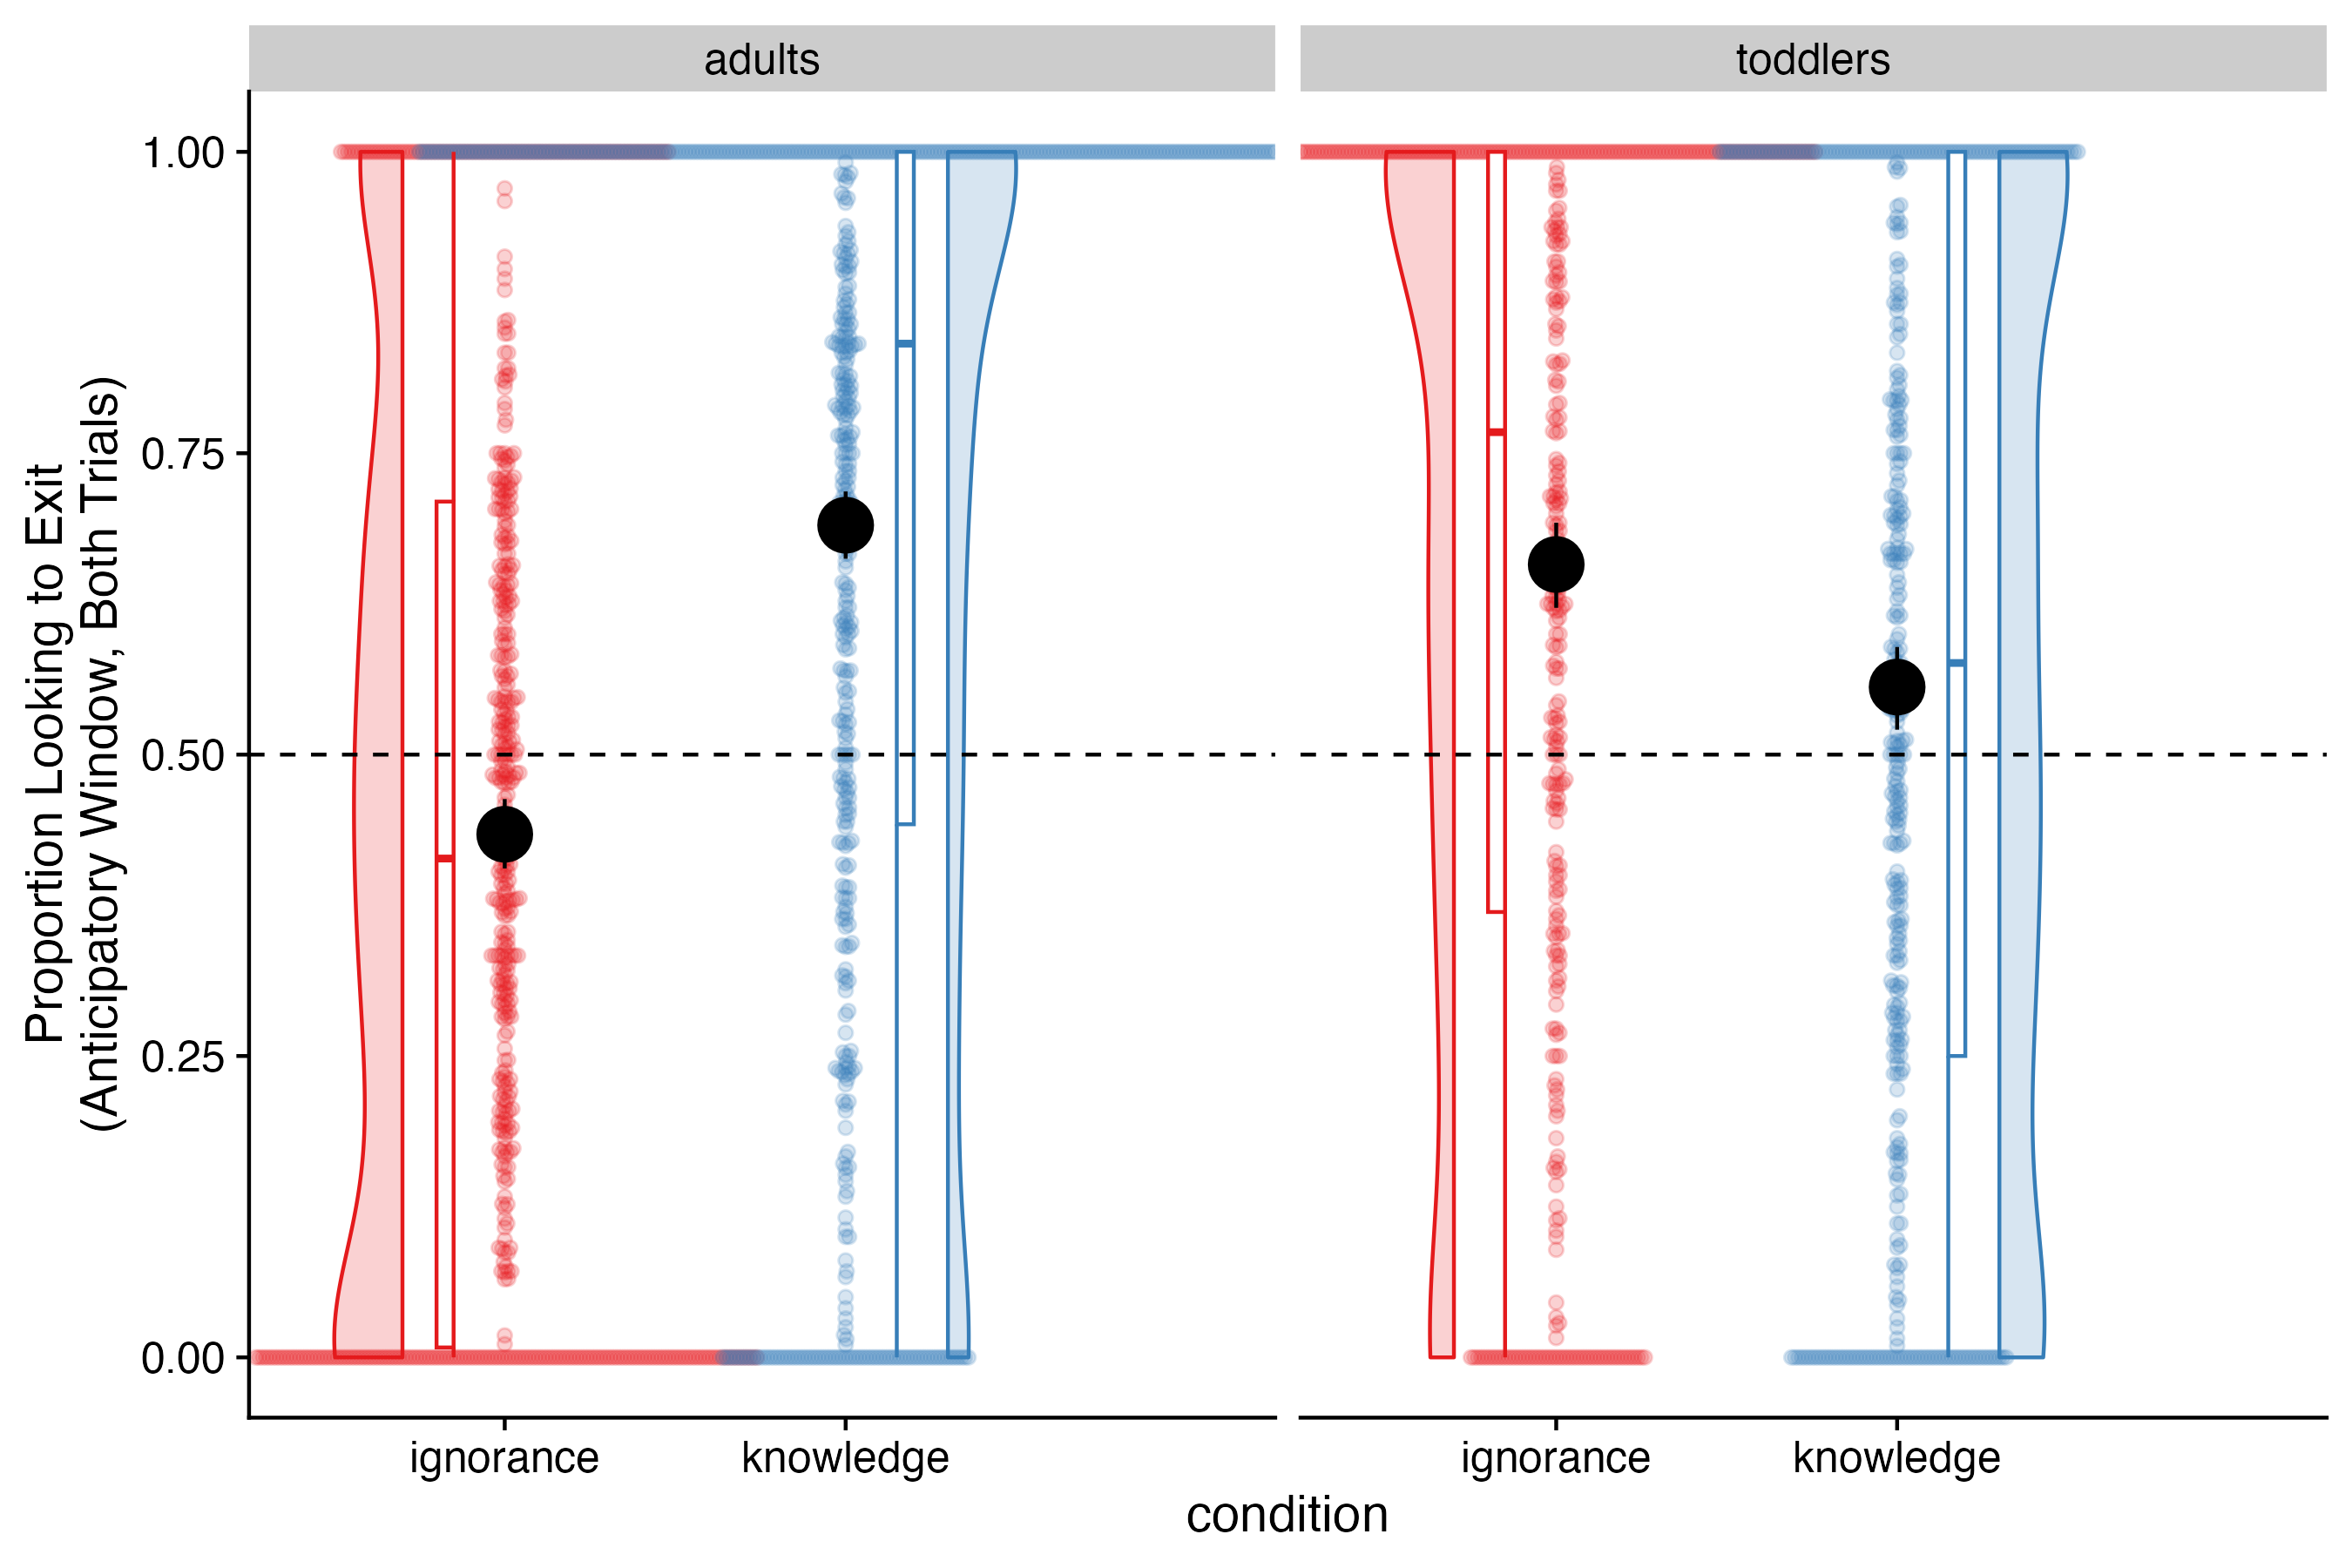 adults
toddlers
Proportion Looking to Exit
(Anticipatory Window, Both Trials)
1.00
0.75
0.50
0.25
0.00
ignorance
knowledge
ignorance
knowledge
condition